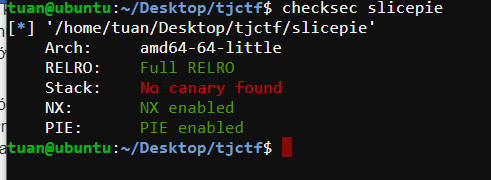 tuan@ubuntu:~/Desktop/tjctf$ checksec slicepie
[*] '/home/tuan/Desktop/tjctf/slicepie'
Arch: amd64-64-little
RELRO: Full RELRO
Stack: No canary found
NX: NX enabled
PIE: PIE enabled
tuan@ubuntu:~/Desktop/tjctf$